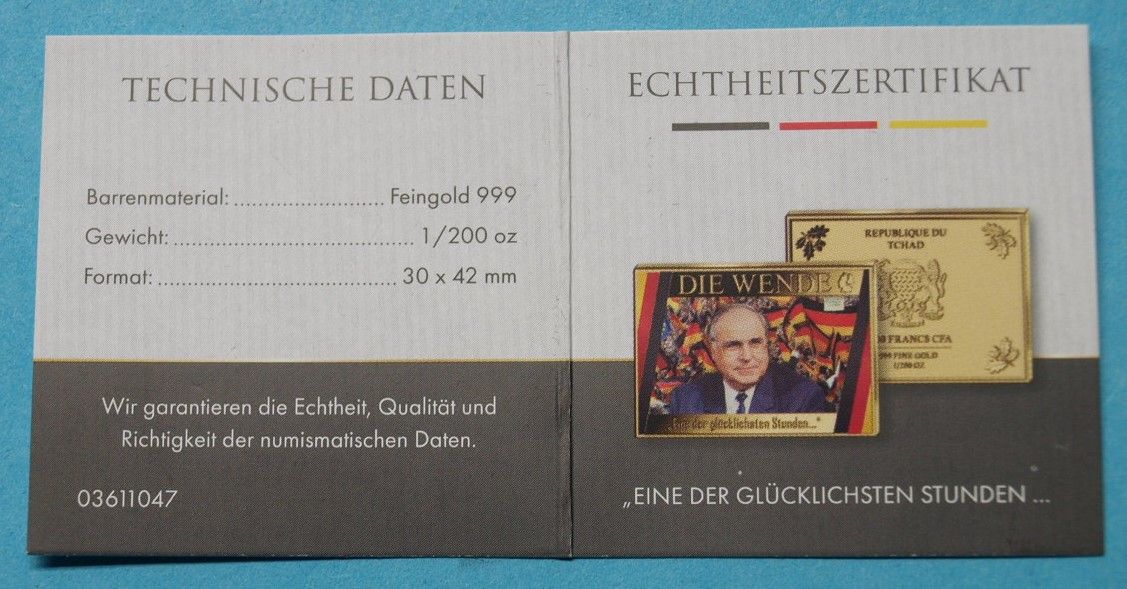 TECHNISCHE DATEN
Barrenmaterial: ........................ Feingold 999
Gewicht: ...................................... 1/200 oz
Format: ...................................... 30 x 42 mm
Wir garantieren die Echtheit, Qualität und
Richtigkeit der numismatischen Daten.
03611047
ECHTHEITSZERTIFIKAT
REPUBLIQUE DU
TCHAD
DIE WENDE
0 FRANCS CFA
999 FINE GOLD
1/200 OZ
der glücklichsten Stunden..."
„EINE DER GLÜCKLICHSTEN STUNDEN ...